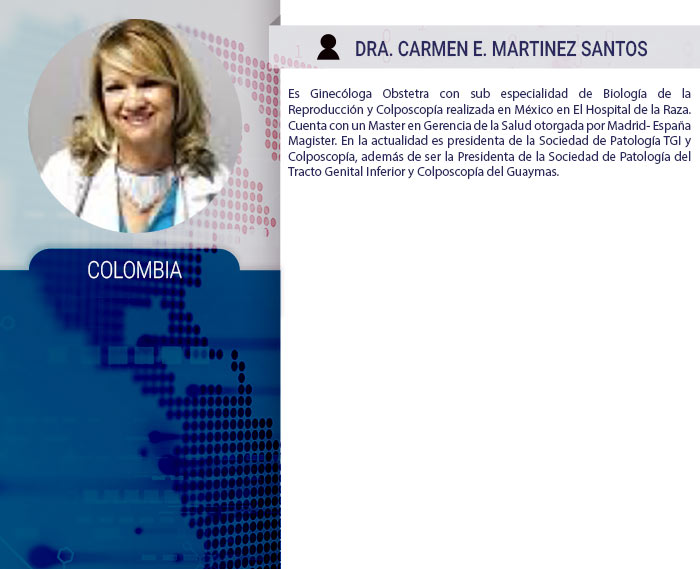 DRA. CARMEN E. MARTINEZ SANTOS
Es Ginecóloga Obstetra con sub especialidad de Biología de la
Reproducción y Colposcopía realizada en México en El Hospital de la Raza.
Cuenta con un Master en Gerencia de la Salud otorgada por Madrid- España
Magister. En la actualidad es presidenta de la Sociedad de Patología TGI y
Colposcopía, además de ser la Presidenta de la Sociedad de Patología del
Tracto Genital Inferior y Colposcopía del Guaymas.
COLOMBIA